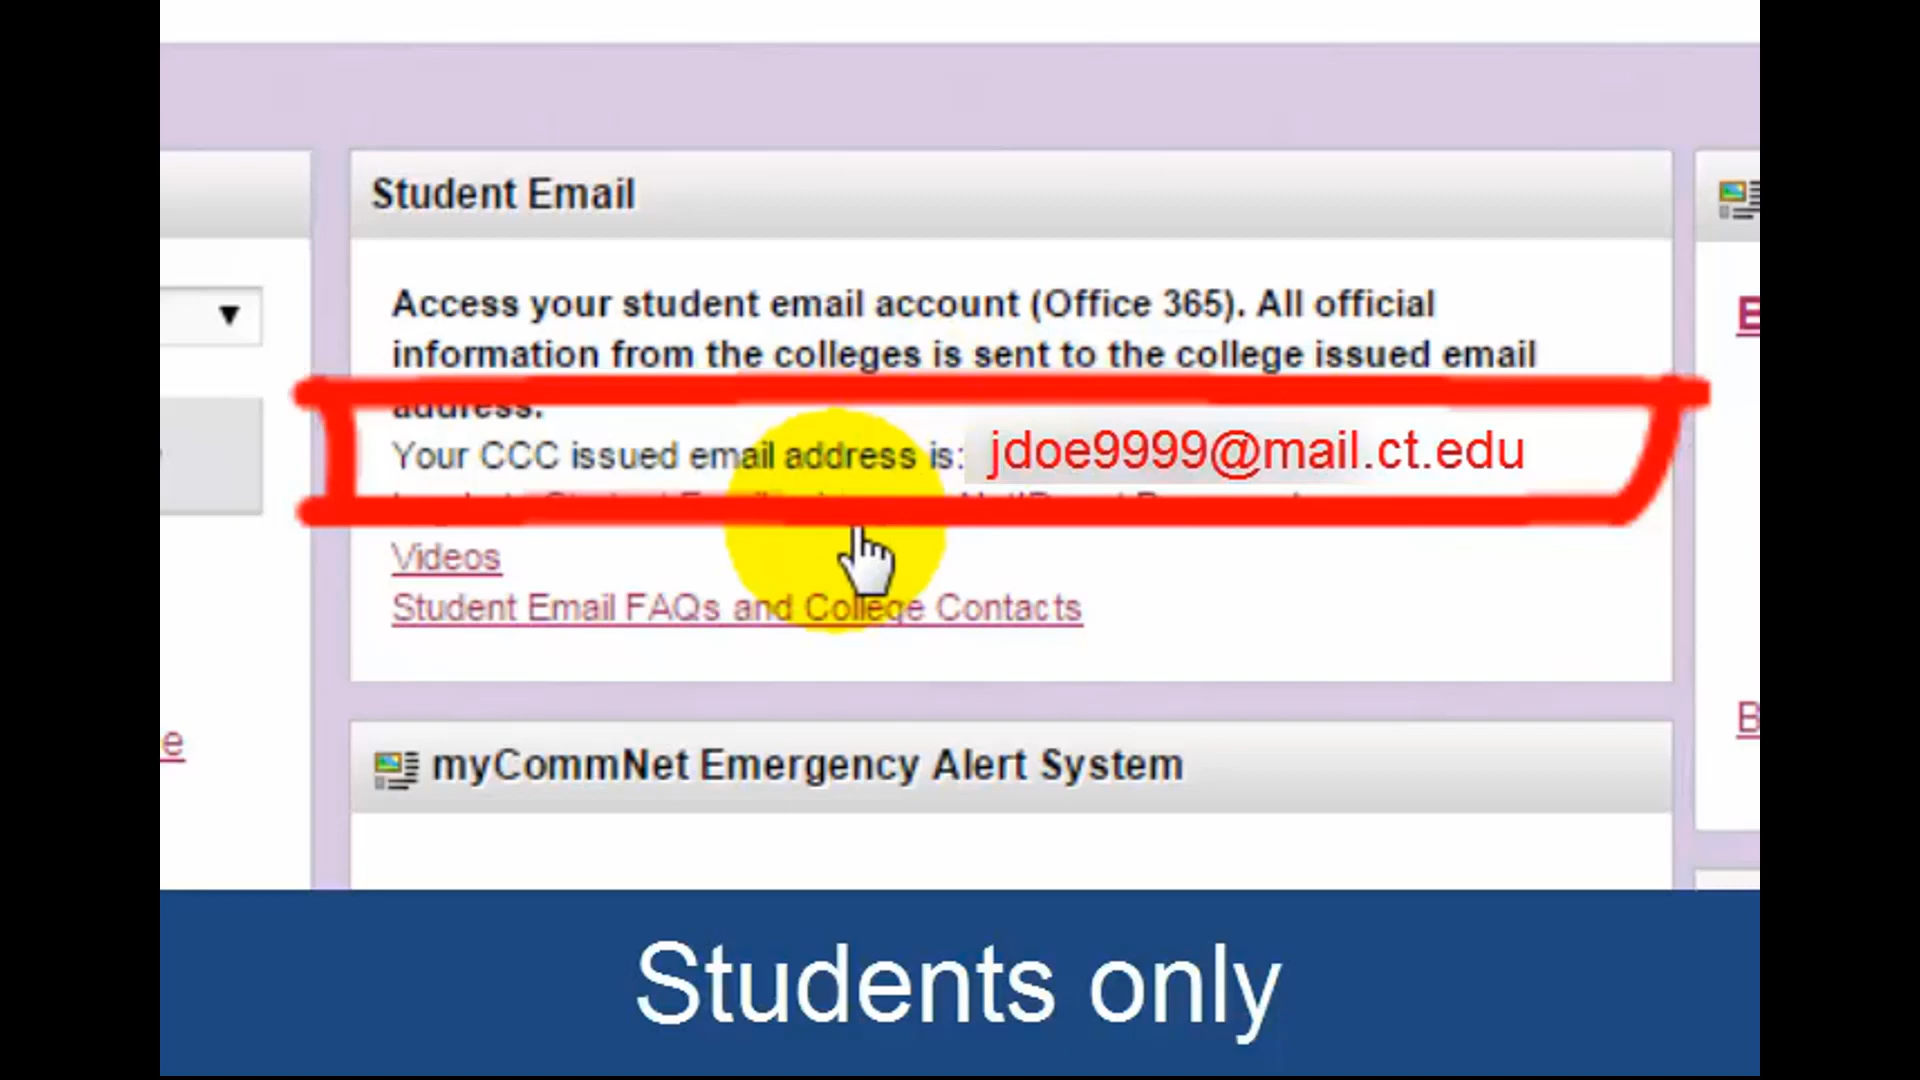 Student Email
Access your student email account (Office 365). All official
information from the colleges is sent to the college issued email
address.
Your CCC issued email address is: jdoe9999@mail.ct.edu
Videos
Student Email FAQs and College Contacts
myCommNet Emergency Alert System
Students only